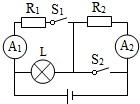 R₁ S₁ R₂
A₁ L S₂ A₂